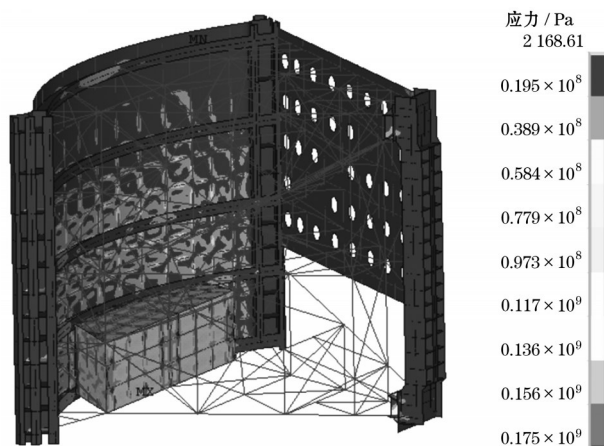 应力 / Pa
2 168.61
0.195 × 10⁸
0.389 × 10⁸
0.584 × 10⁸
0.779 × 10⁸
0.973 × 10⁸
0.117 × 10⁹
0.136 × 10⁹
0.156 × 10⁹
0.175 × 10⁹
MN
MX